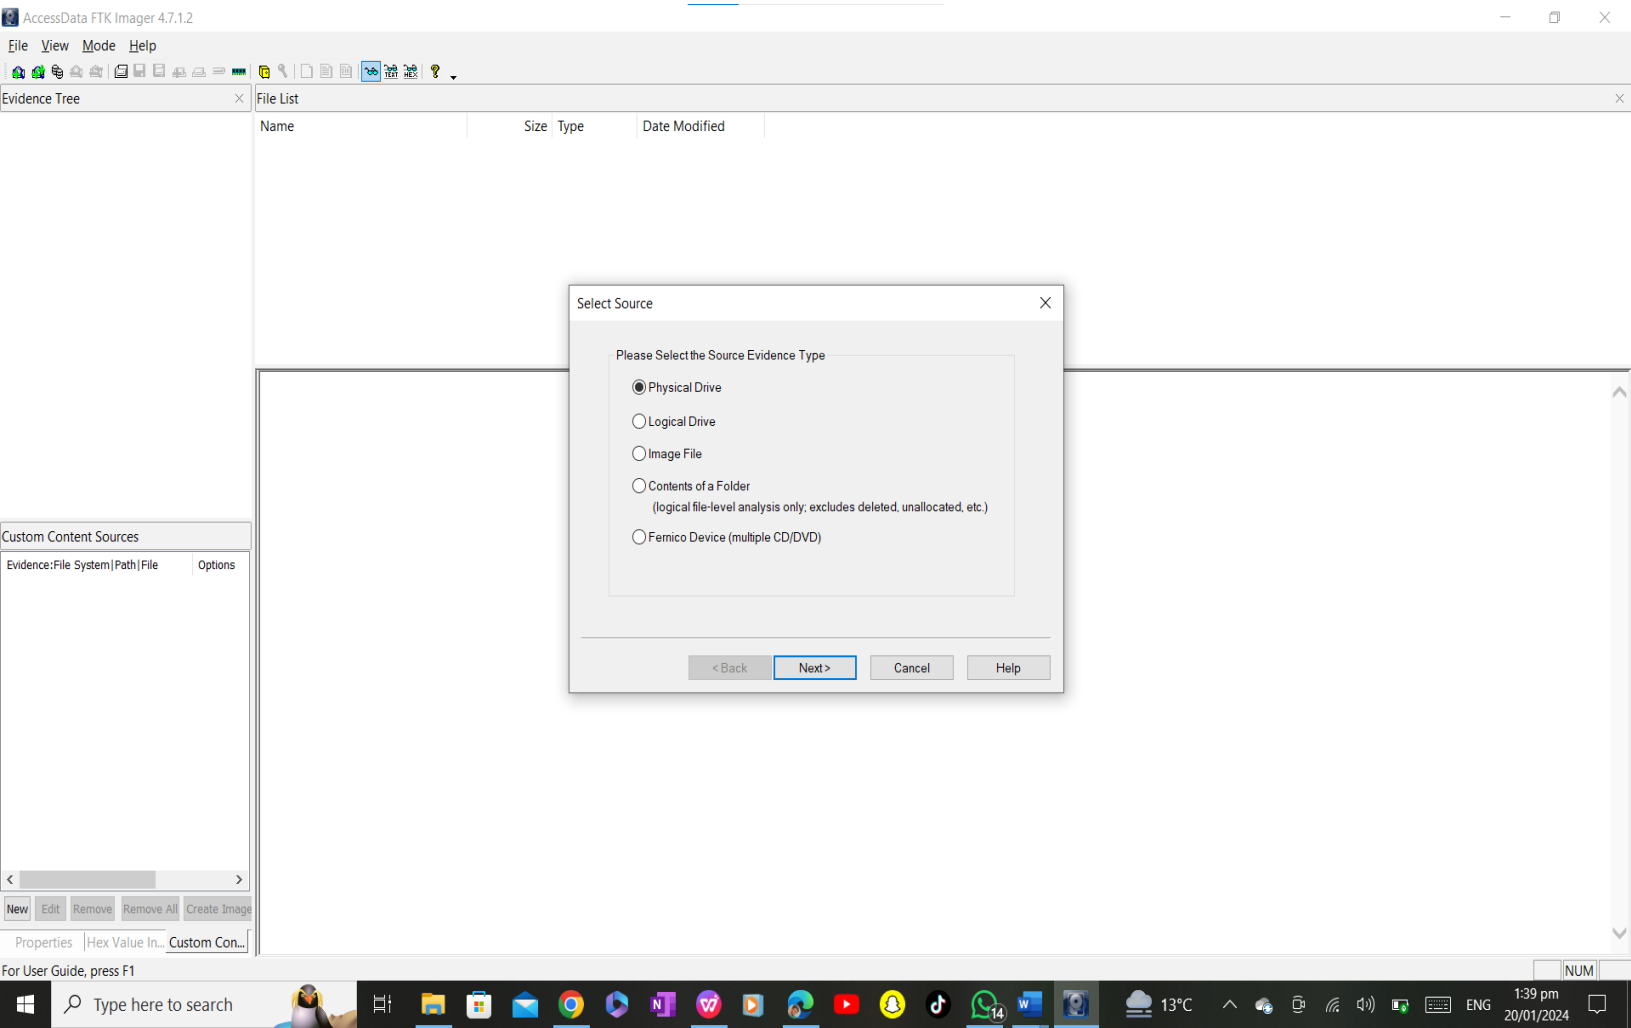 AccessData FTK Imager 4.7.1.2
File View Mode Help
TEXT HEX
Evidence Tree
File List
Name Size Type Date Modified
Select Source
Please Select the Source Evidence Type
Physical Drive
Logical Drive
Image File
Contents of a Folder
(logical file-level analysis only; excludes deleted, unallocated, etc.)
Fernico Device (multiple CD/DVD)
< Back Next > Cancel Help
Custom Content Sources
Evidence:File System|Path|File Options
New Edit Remove Remove All Create Image
Properties Hex Value In... Custom Con...
For User Guide, press F1
NUM
Type here to search
14
13°C
ENG
1:39 pm
20/01/2024